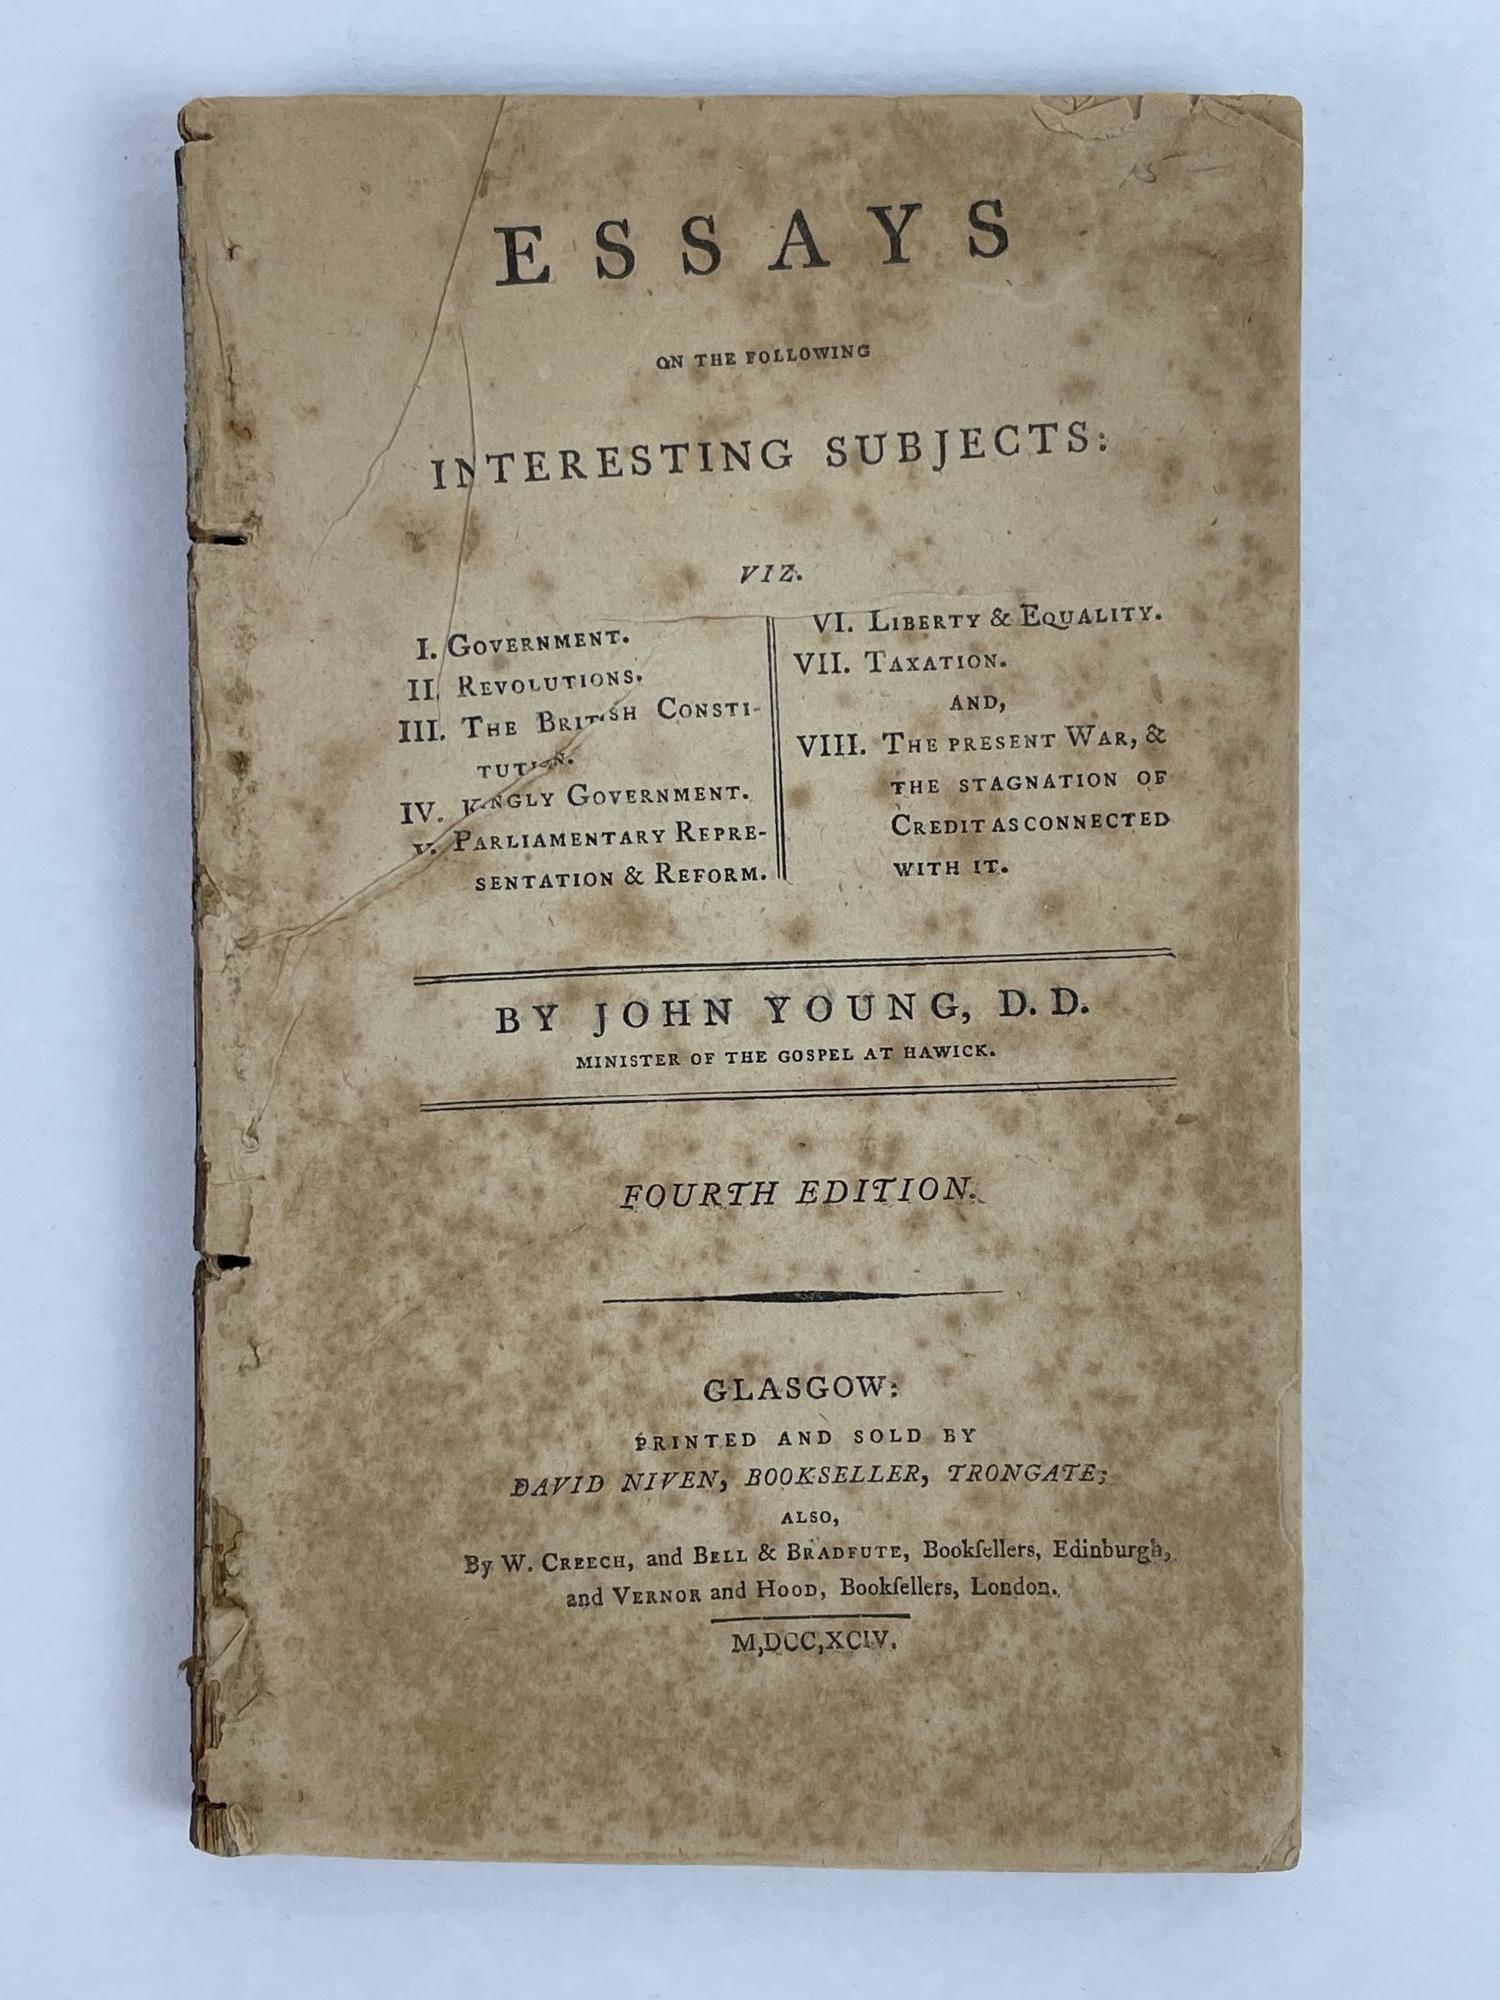 ESSAYS
ON THE FOLLOWING
INTERESTING SUBJECTS:
VIZ.
I. GOVERNMENT.
II. REVOLUTIONS.
III. THE BRITISH CONSTI-
TUTION.
IV. KINGLY GOVERNMENT.
V. PARLIAMENTARY REPRE-
SENTATION & REFORM.
VI. LIBERTY & EQUALITY.
VII. TAXATION.
AND,
VIII. THE PRESENT WAR, &
THE STAGNATION OF
CREDIT AS CONNECTED
WITH IT.
BY JOHN YOUNG, D. D.
MINISTER OF THE GOSPEL AT HAWICK.
FOURTH EDITION.
GLASGOW:
PRINTED AND SOLD BY
DAVID NIVEN, BOOKSELLER, TRONGATE;
ALSO,
By W. CREECH, and BELL & BRADFUTE, Bookſellers, Edinburgh,
and VERNOR and HOOD, Bookſellers, London.
M,DCC,XCIV.